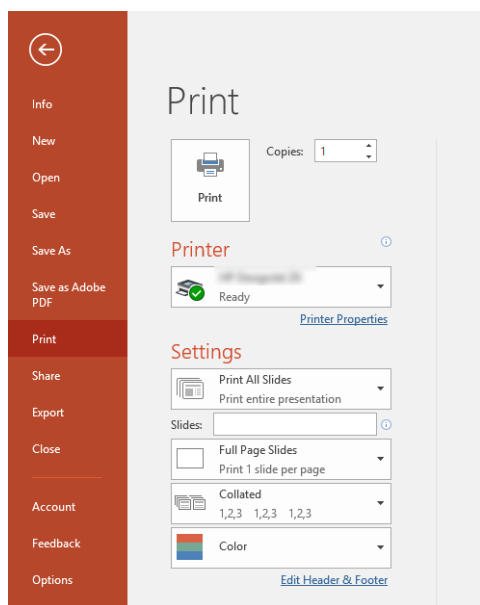 Info
New
Open
Save
Save As
Save as Adobe
PDF
Print
Share
Export
Close
Account
Feedback
Options
Print
Print
Copies: 1
Printer
Ready
Printer Properties
Settings
Print All Slides
Print entire presentation
Slides:
Full Page Slides
Print 1 slide per page
Collated
1,2,3 1,2,3 1,2,3
Color
Edit Header & Footer